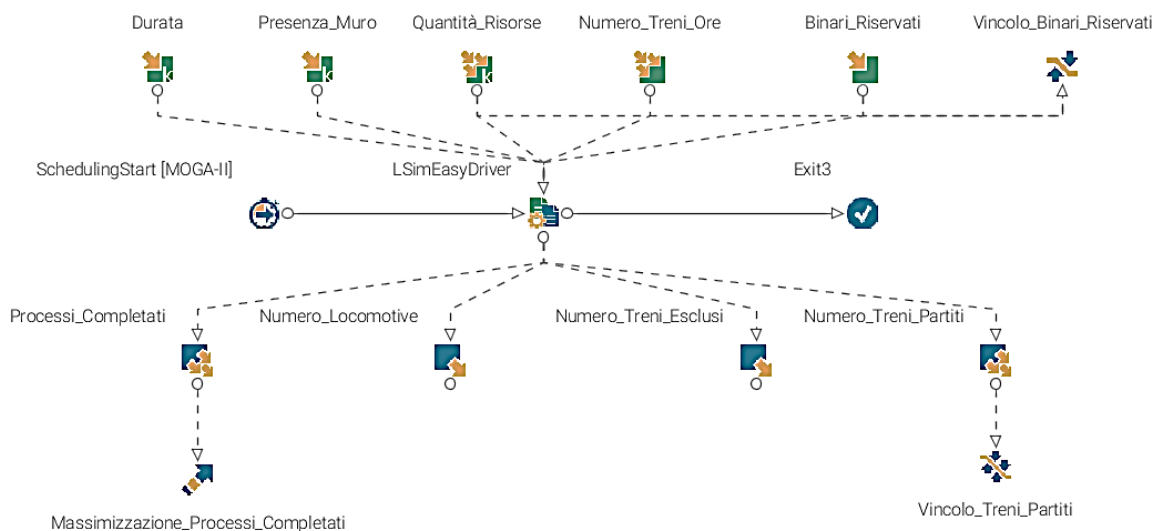 Durata
Presenza_Muro
Quantità_Risorse
Numero_Treni_Ore
Binari_Riservati
Vincolo_Binari_Riservati
k
k
k
SchedulingStart [MOGA-II]
LSimEasyDriver
Exit3
Processi_Completati
Numero_Locomotive
Numero_Treni_Esclusi
Numero_Treni_Partiti
Massimizzazione_Processi_Completati
Vincolo_Treni_Partiti